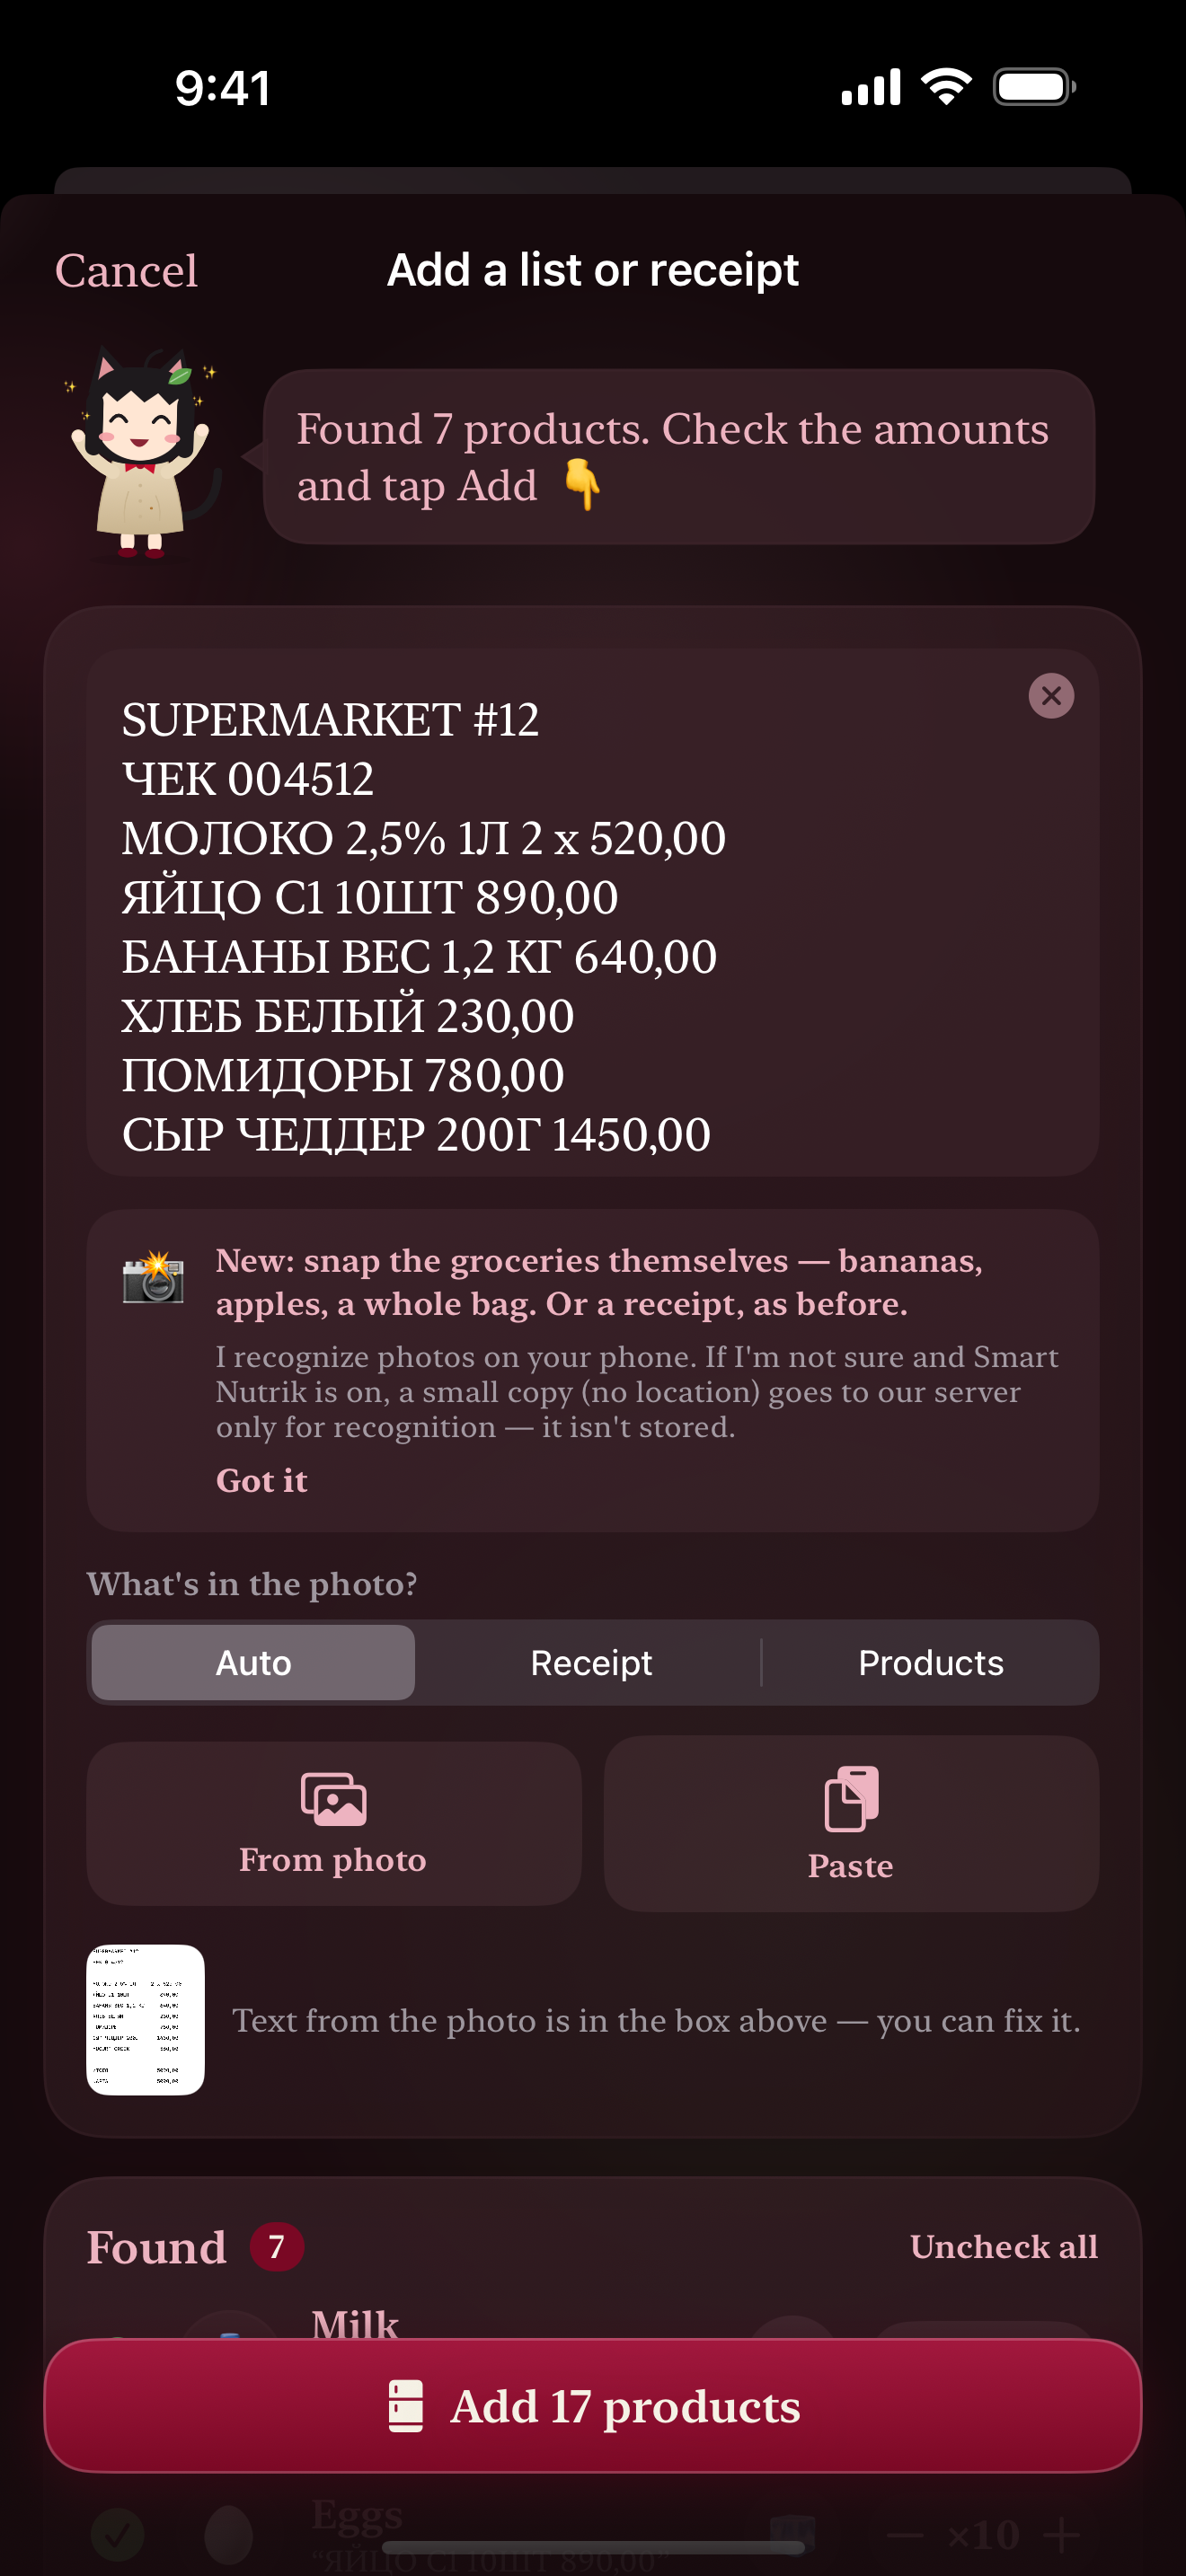 9:41
Cancel
Add a list or receipt
Found 7 products. Check the amounts
and tap Add 👇
SUPERMARKET #12
ЧЕК 004512
МОЛОКО 2,5% 1Л 2 x 520,00
ЯЙЦО С1 10ШТ 890,00
БАНАНЫ ВЕС 1,2 КГ 640,00
ХЛЕБ БЕЛЫЙ 230,00
ПОМИДОРЫ 780,00
СЫР ЧЕДДЕР 200Г 1450,00
New: snap the groceries themselves — bananas,
apples, a whole bag. Or a receipt, as before.
I recognize photos on your phone. If I'm not sure and Smart
Nutrik is on, a small copy (no location) goes to our server
only for recognition — it isn't stored.
Got it
What's in the photo?
Auto
Receipt
Products
From photo
Paste
Text from the photo is in the box above — you can fix it.
Found 7
Uncheck all
Milk
Add 17 products
Eggs
×10
“ЯЙЦО С1 10ШТ 890,00”